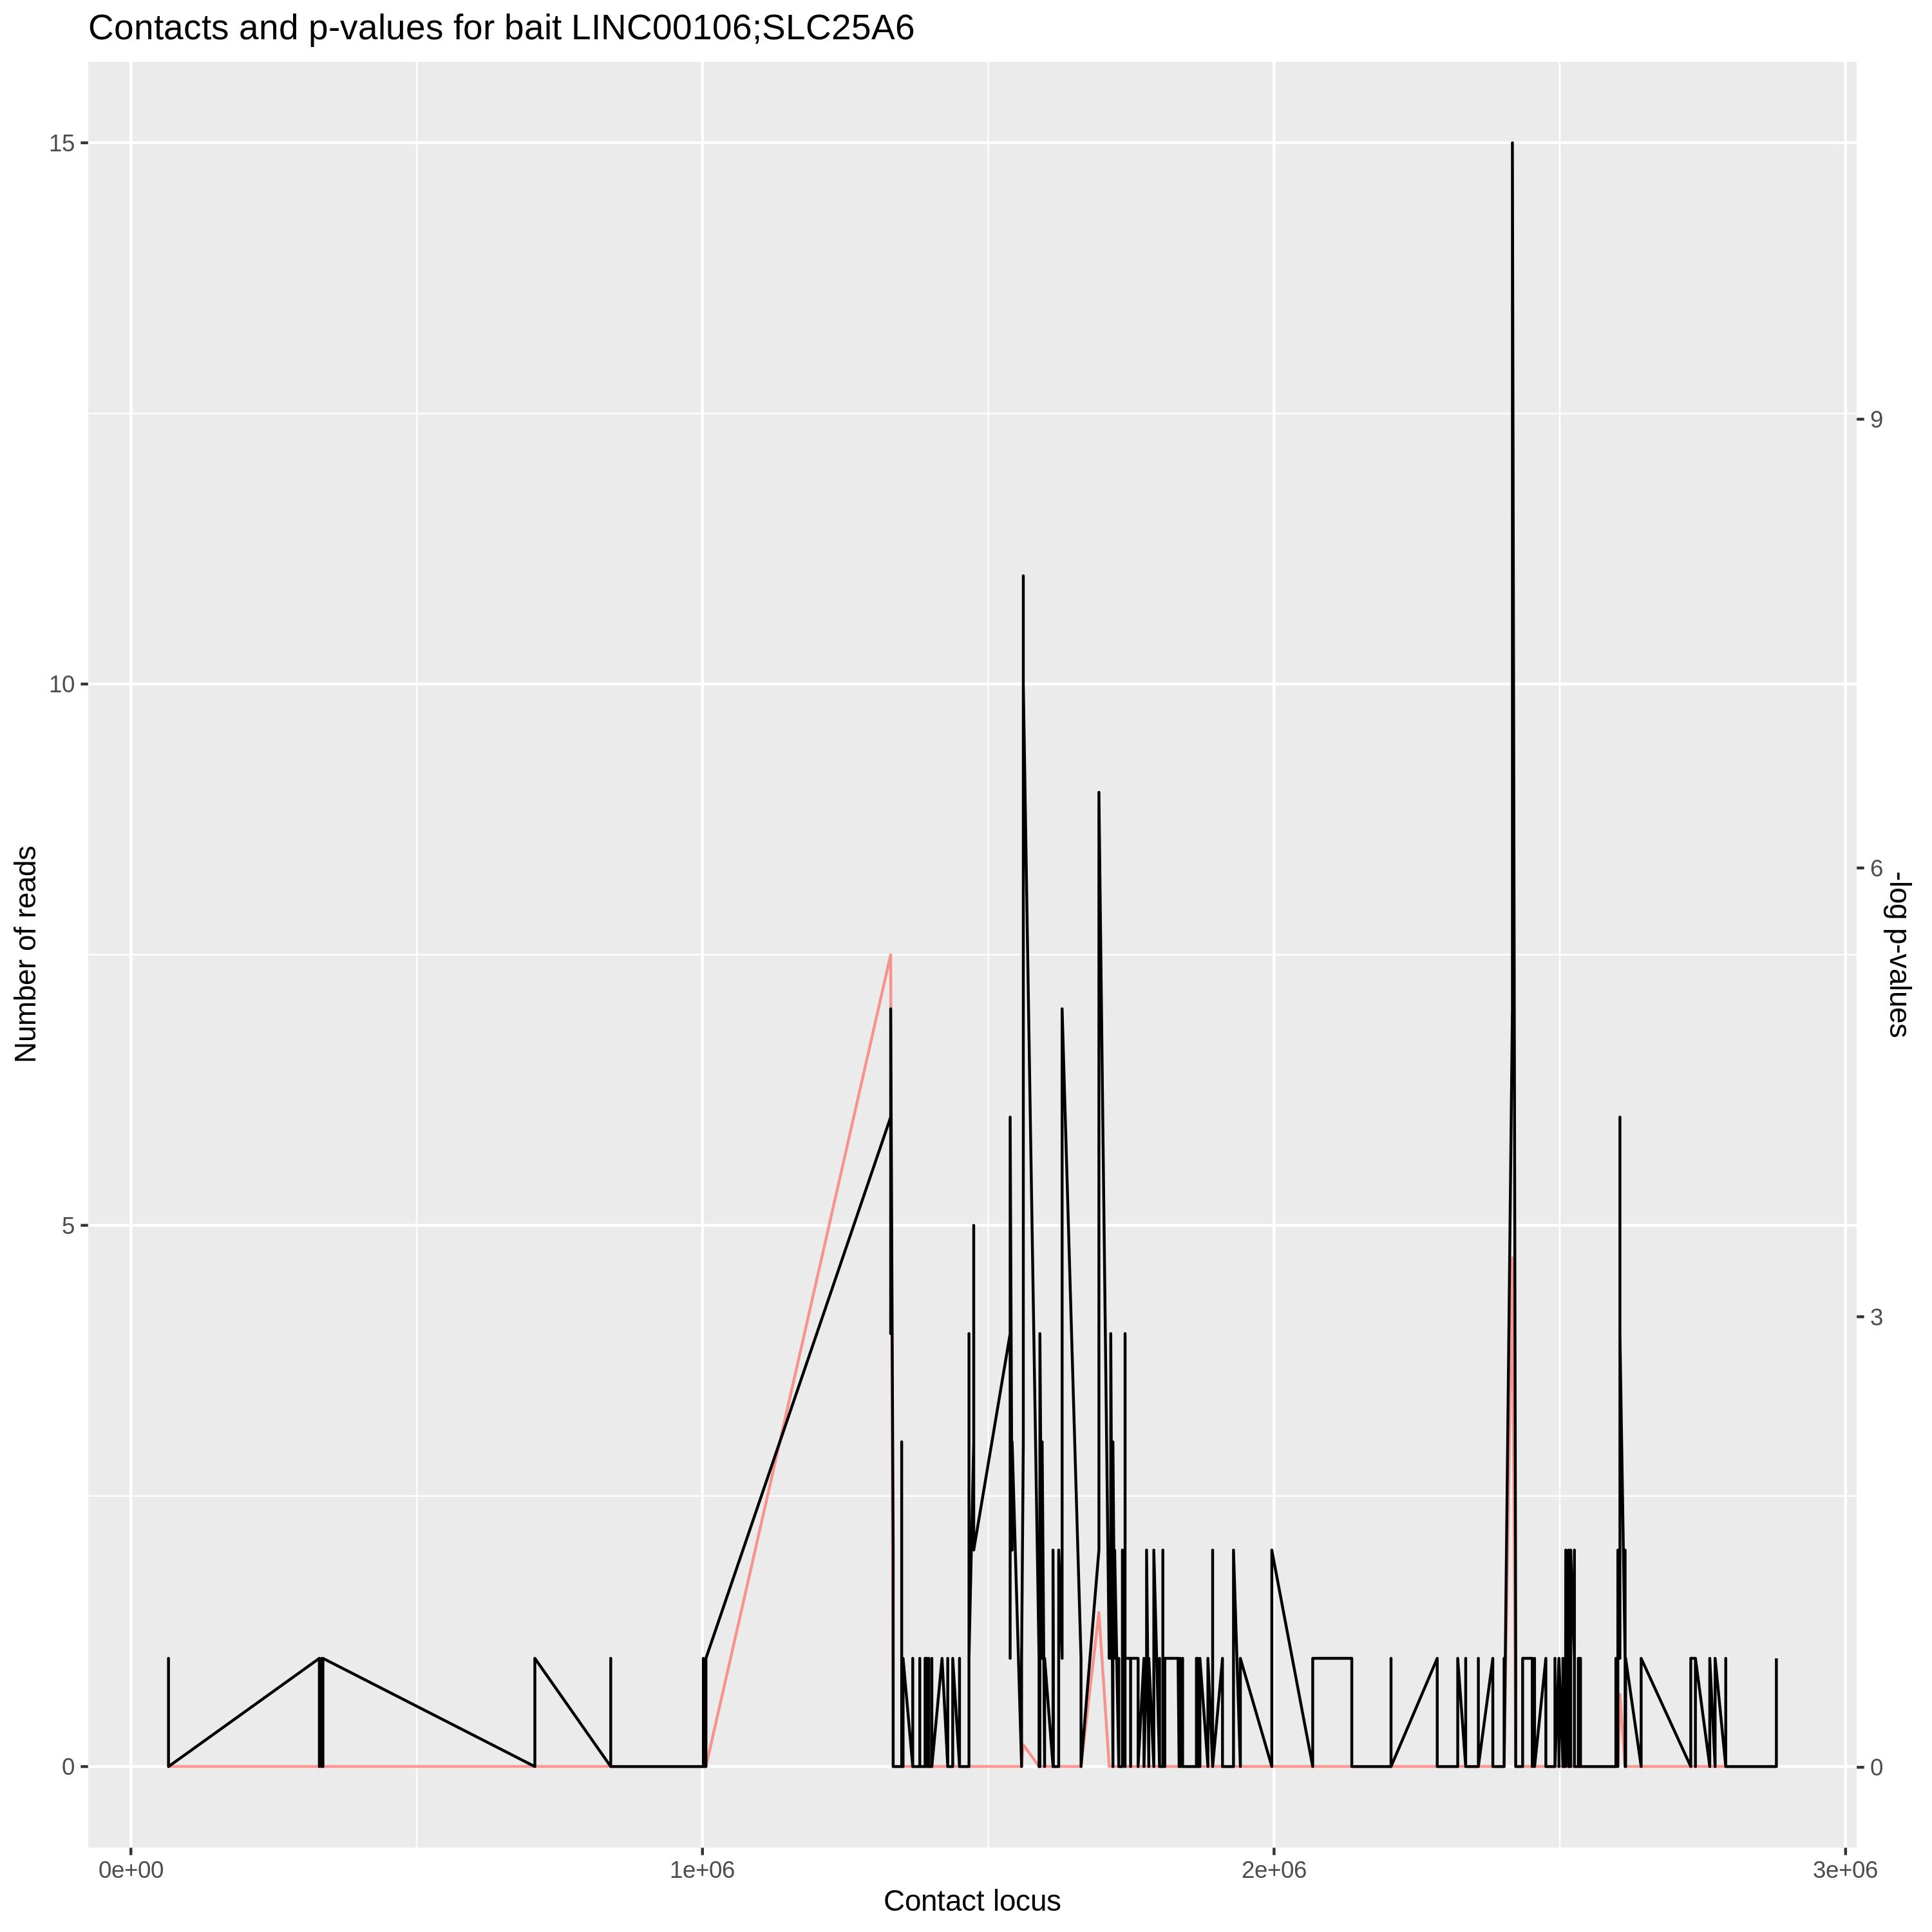 Contacts and p-values for bait LINC00106;SLC25A6
15
10
5
0
Number of reads
9
6
3
0
-log p-values
0e+00
1e+06
2e+06
3e+06
Contact locus